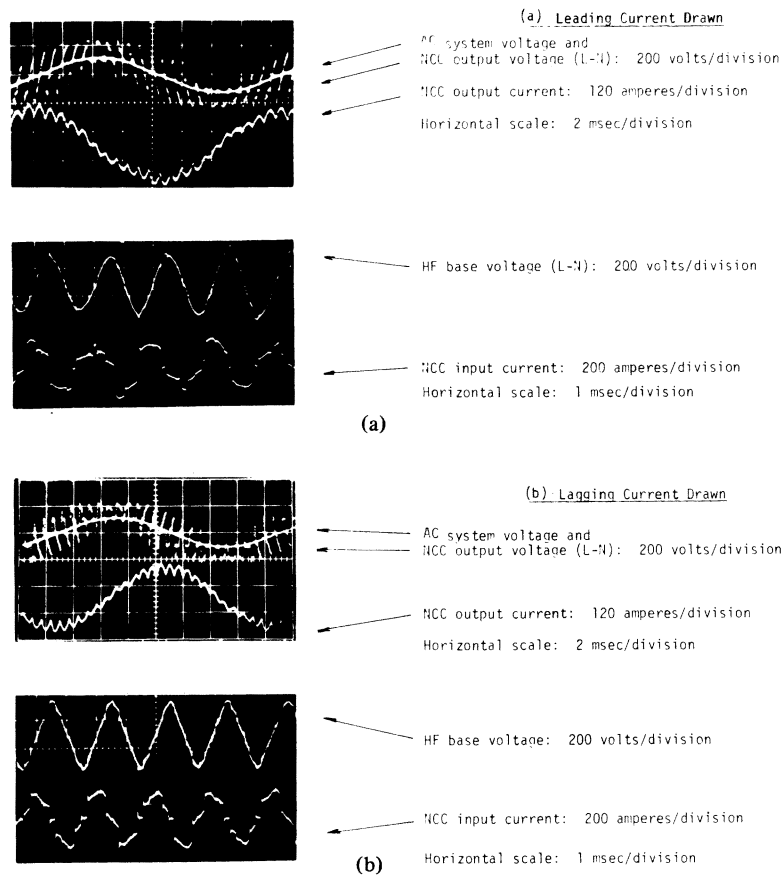 (a) Leading Current Drawn
AC system voltage and
NCC output voltage (L-N): 200 volts/division
NCC output current: 120 amperes/division
Horizontal scale: 2 msec/division
HF base voltage (L-N): 200 volts/division
NCC input current: 200 amperes/division
Horizontal scale: 1 msec/division
(a)
(b) Lagging Current Drawn
AC system voltage and
NCC output voltage (L-N): 200 volts/division
NCC output current: 120 amperes/division
Horizontal scale: 2 msec/division
HF base voltage: 200 volts/division
NCC input current: 200 amperes/division
Horizontal scale: 1 msec/division
(b)